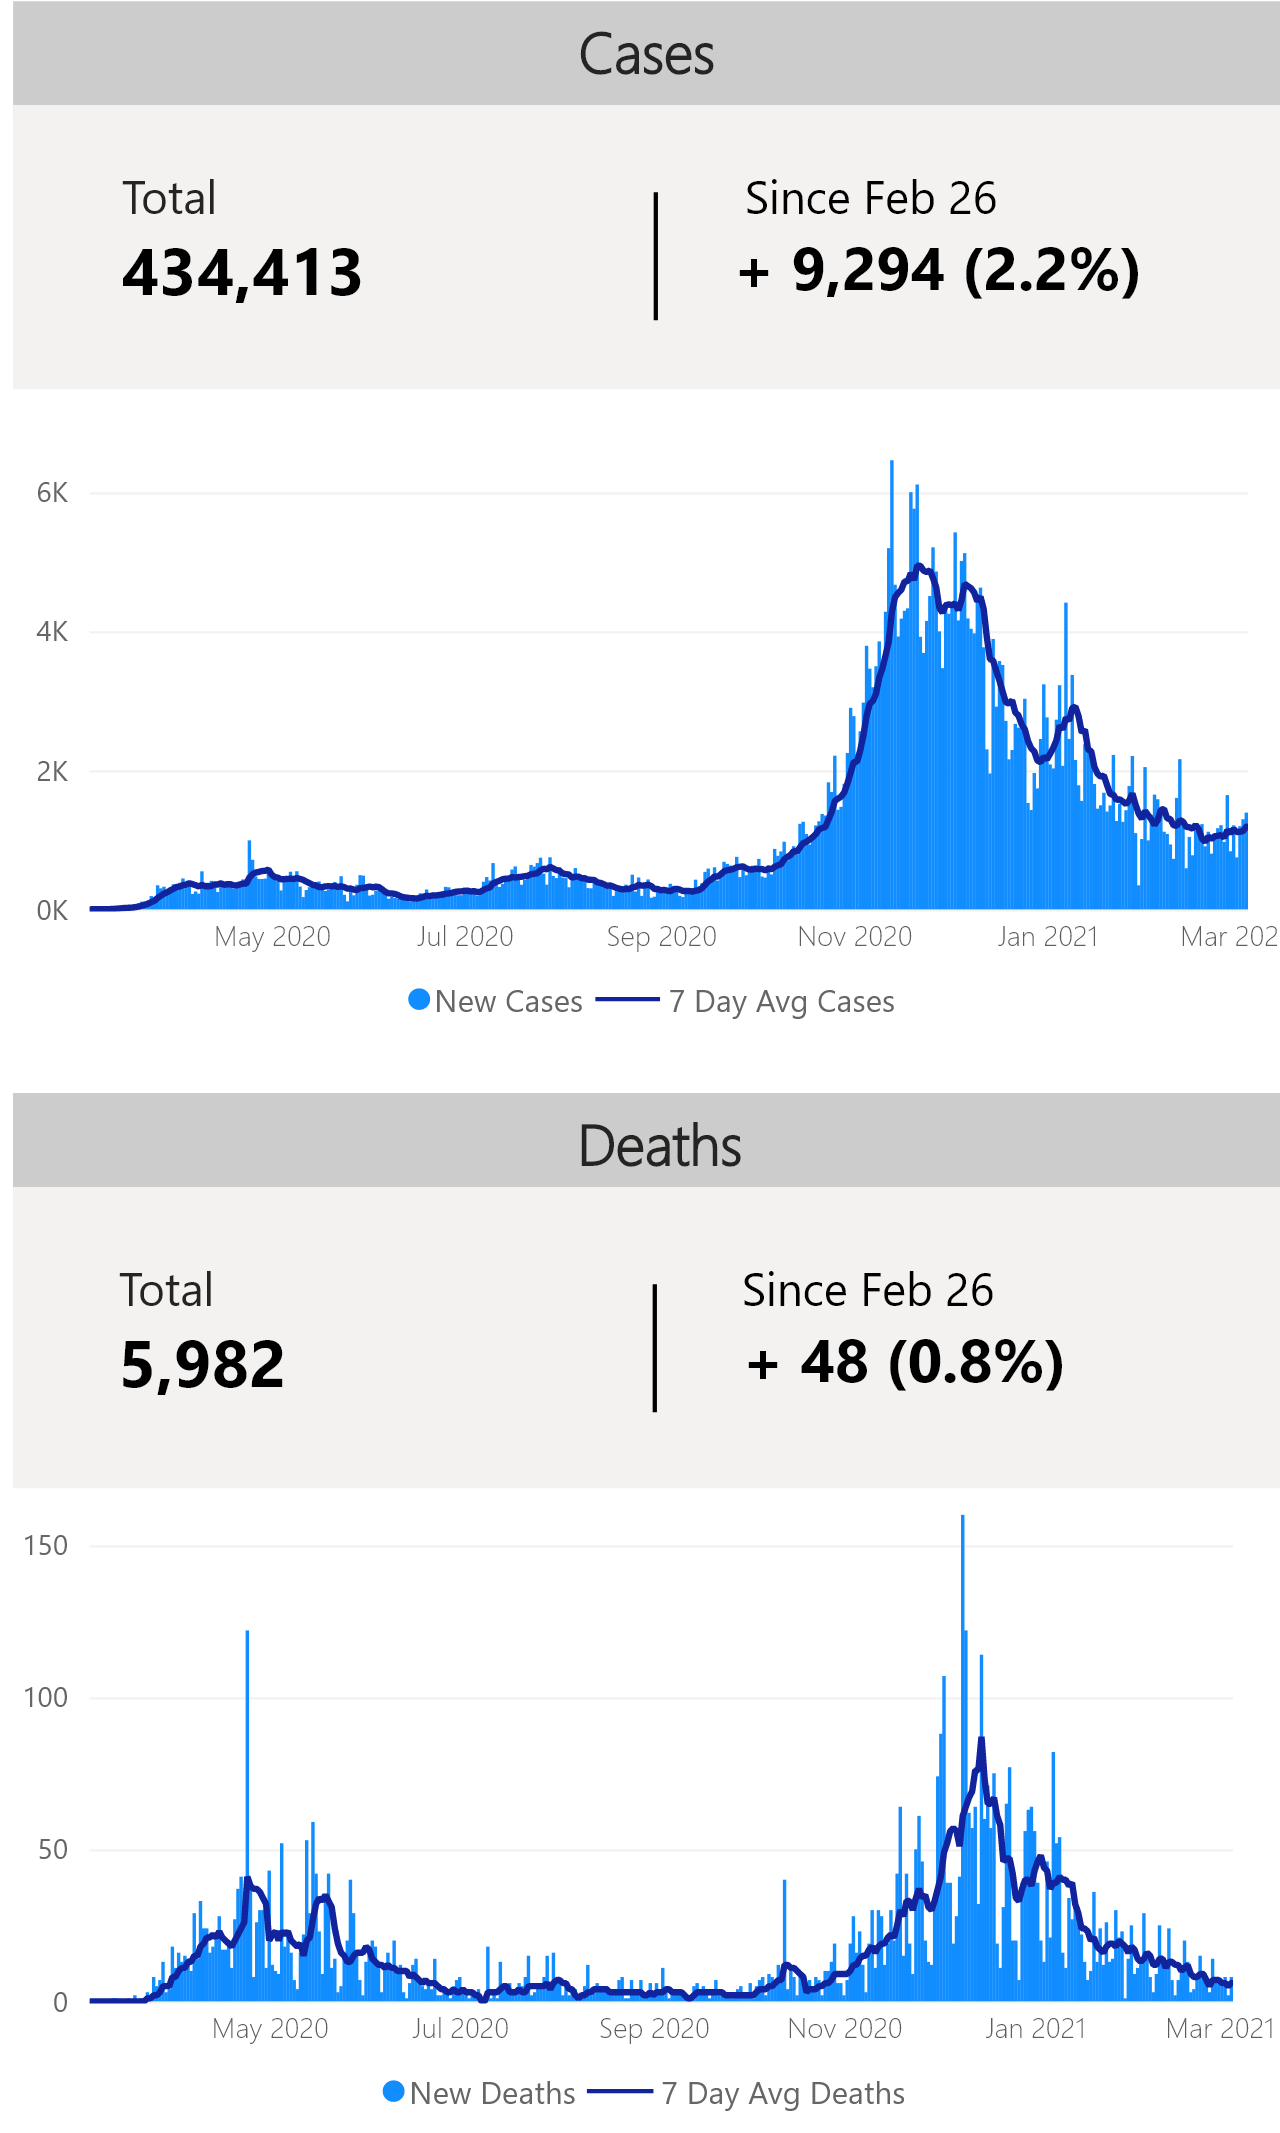 Cases
Total
434,413
Since Feb 26
+ 9,294 (2.2%)
6K
4K
2K
0K
May 2020 Jul 2020 Sep 2020 Nov 2020 Jan 2021 Mar 202
New Cases 7 Day Avg Cases
Deaths
Total
5,982
Since Feb 26
+ 48 (0.8%)
150
100
50
0
May 2020 Jul 2020 Sep 2020 Nov 2020 Jan 2021 Mar 2021
New Deaths 7 Day Avg Deaths